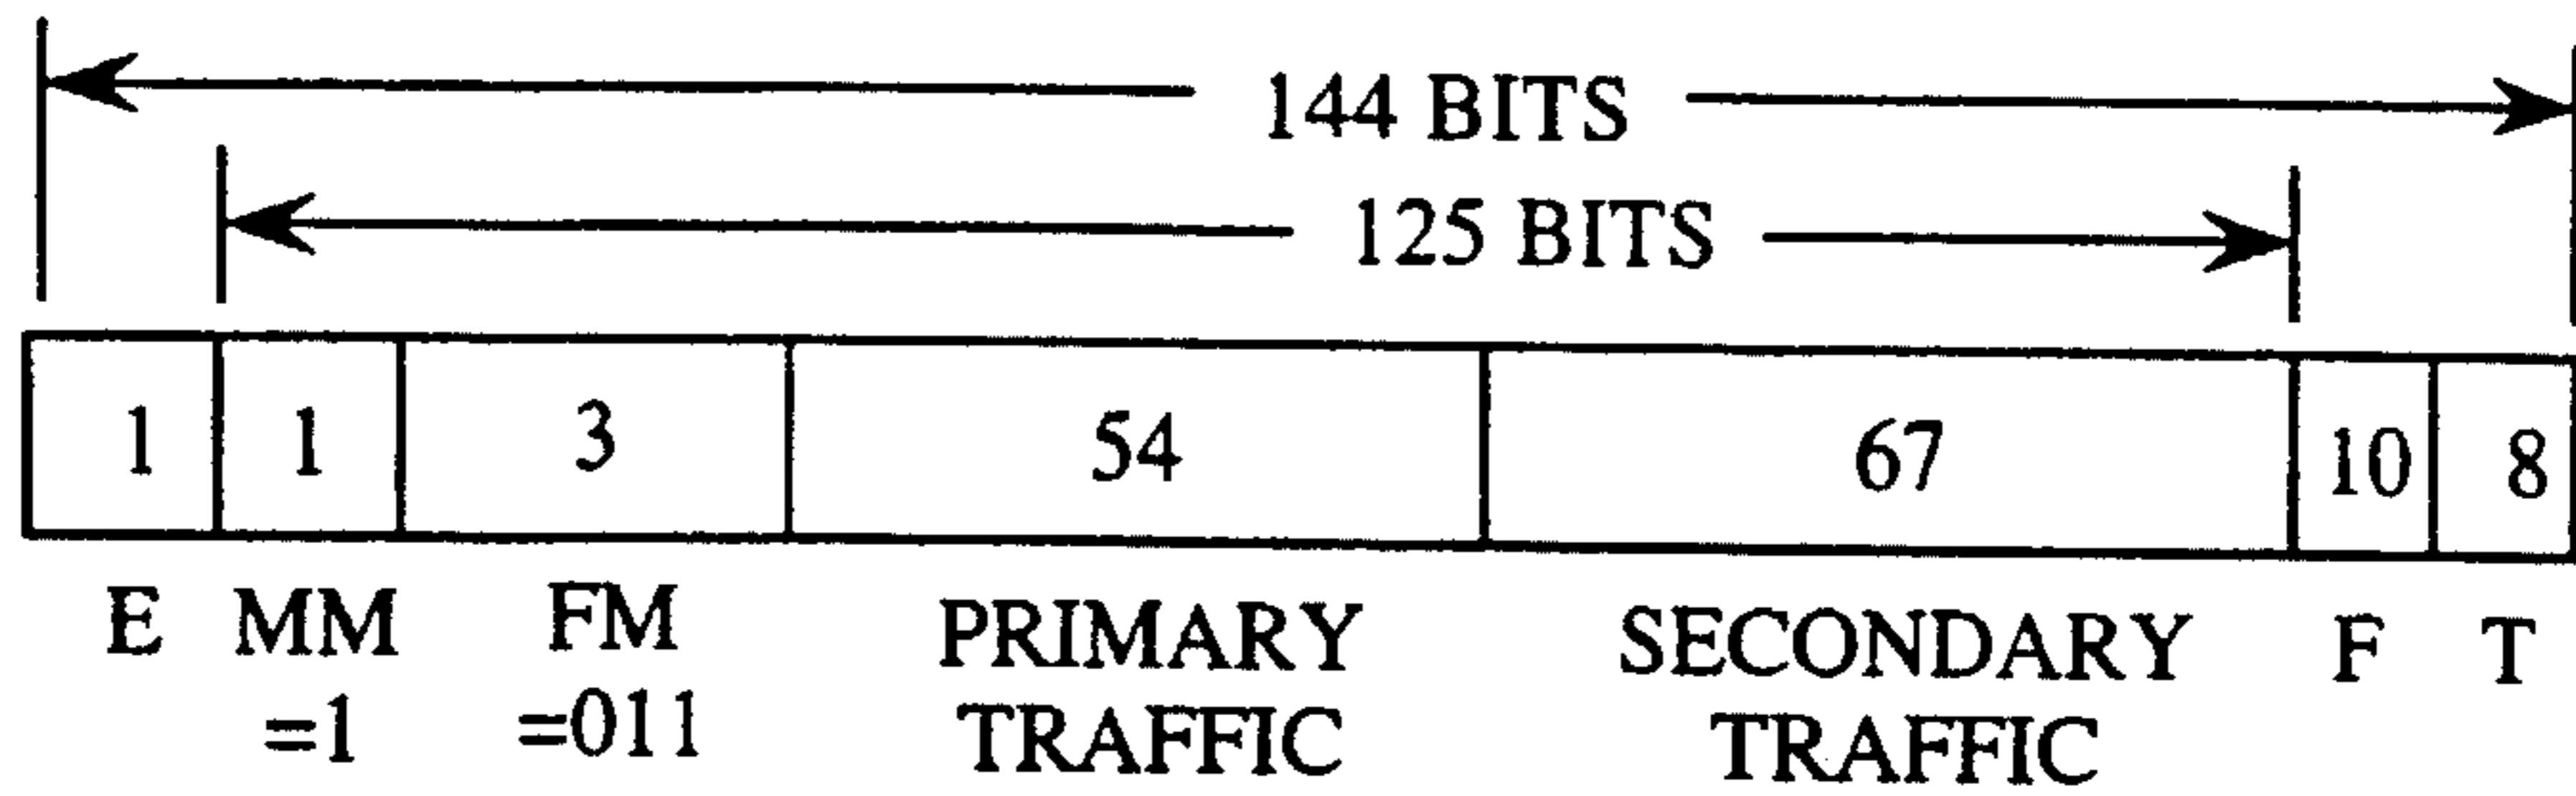 144 BITS
125 BITS
1 1 3 54 67 10 8
E MM FM PRIMARY SECONDARY F T
=1 =011 TRAFFIC TRAFFIC